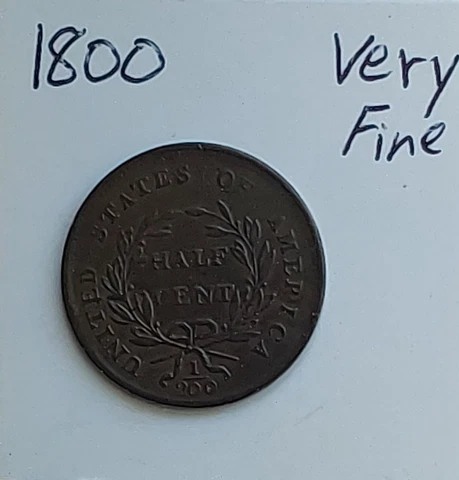 1800 Very
Fine
UNITED STATES OF AMERICA
HALF
CENT
1
200